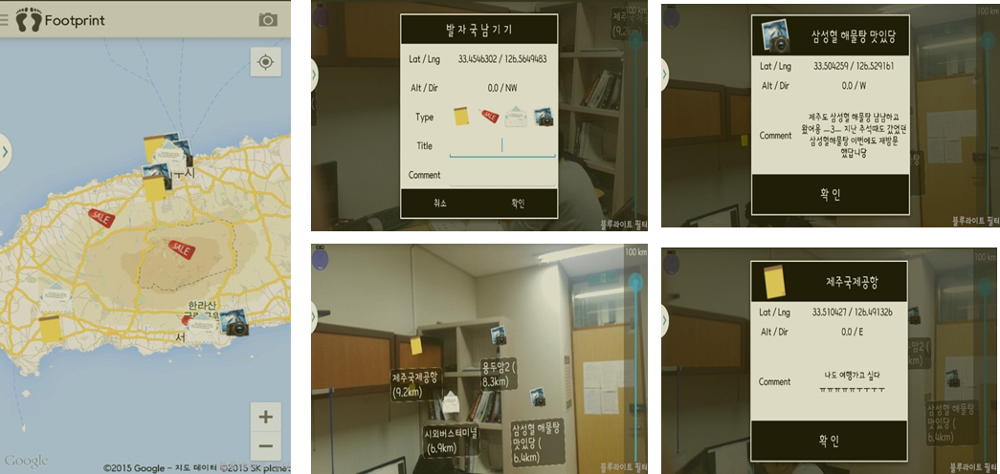 Footprint
SALE
SALE
한라산
서
Google
©2015 Google - 지도 데이터 ©2015 SK planet
발자국남기기
Lat / Lng
33.4546302 / 126.5649483
Alt / Dir
0.0 / NW
Type
SALE
Title
Comment
취소
확인
제주국제
(9.2k
블루라이트 필터
100 km
삼성혈 해물탕 맛있당
Lat / Lng
33.504259 / 126.529161
Alt / Dir
0.0 / W
Comment
제주도 삼성혈 해물탕 냠냠하고
왔어용 ㅡ3ㅡ 지난 추석때도 갔었던
삼성혈해물탕 이번에도 재방문
했답니당
확인
블루라이트 필터
100 km
제주국제공항
(9.2km)
용두암2 (
8.3km)
시외버스터미널
(6.9km)
삼성혈 해물탕
맛있당 (
6.4km)
블루라이트 필터
100 km
제주국제공항
Lat / Lng
33.510427 / 126.491326
Alt / Dir
0.0 / E
Comment
나도 여행가고 싶다
ㅠㅠㅠㅠㅠㅜㅜㅜㅜ
확인
암2 (
km)
삼성혈 해물탕
맛있당 (
6.4km)
블루라이트 필터